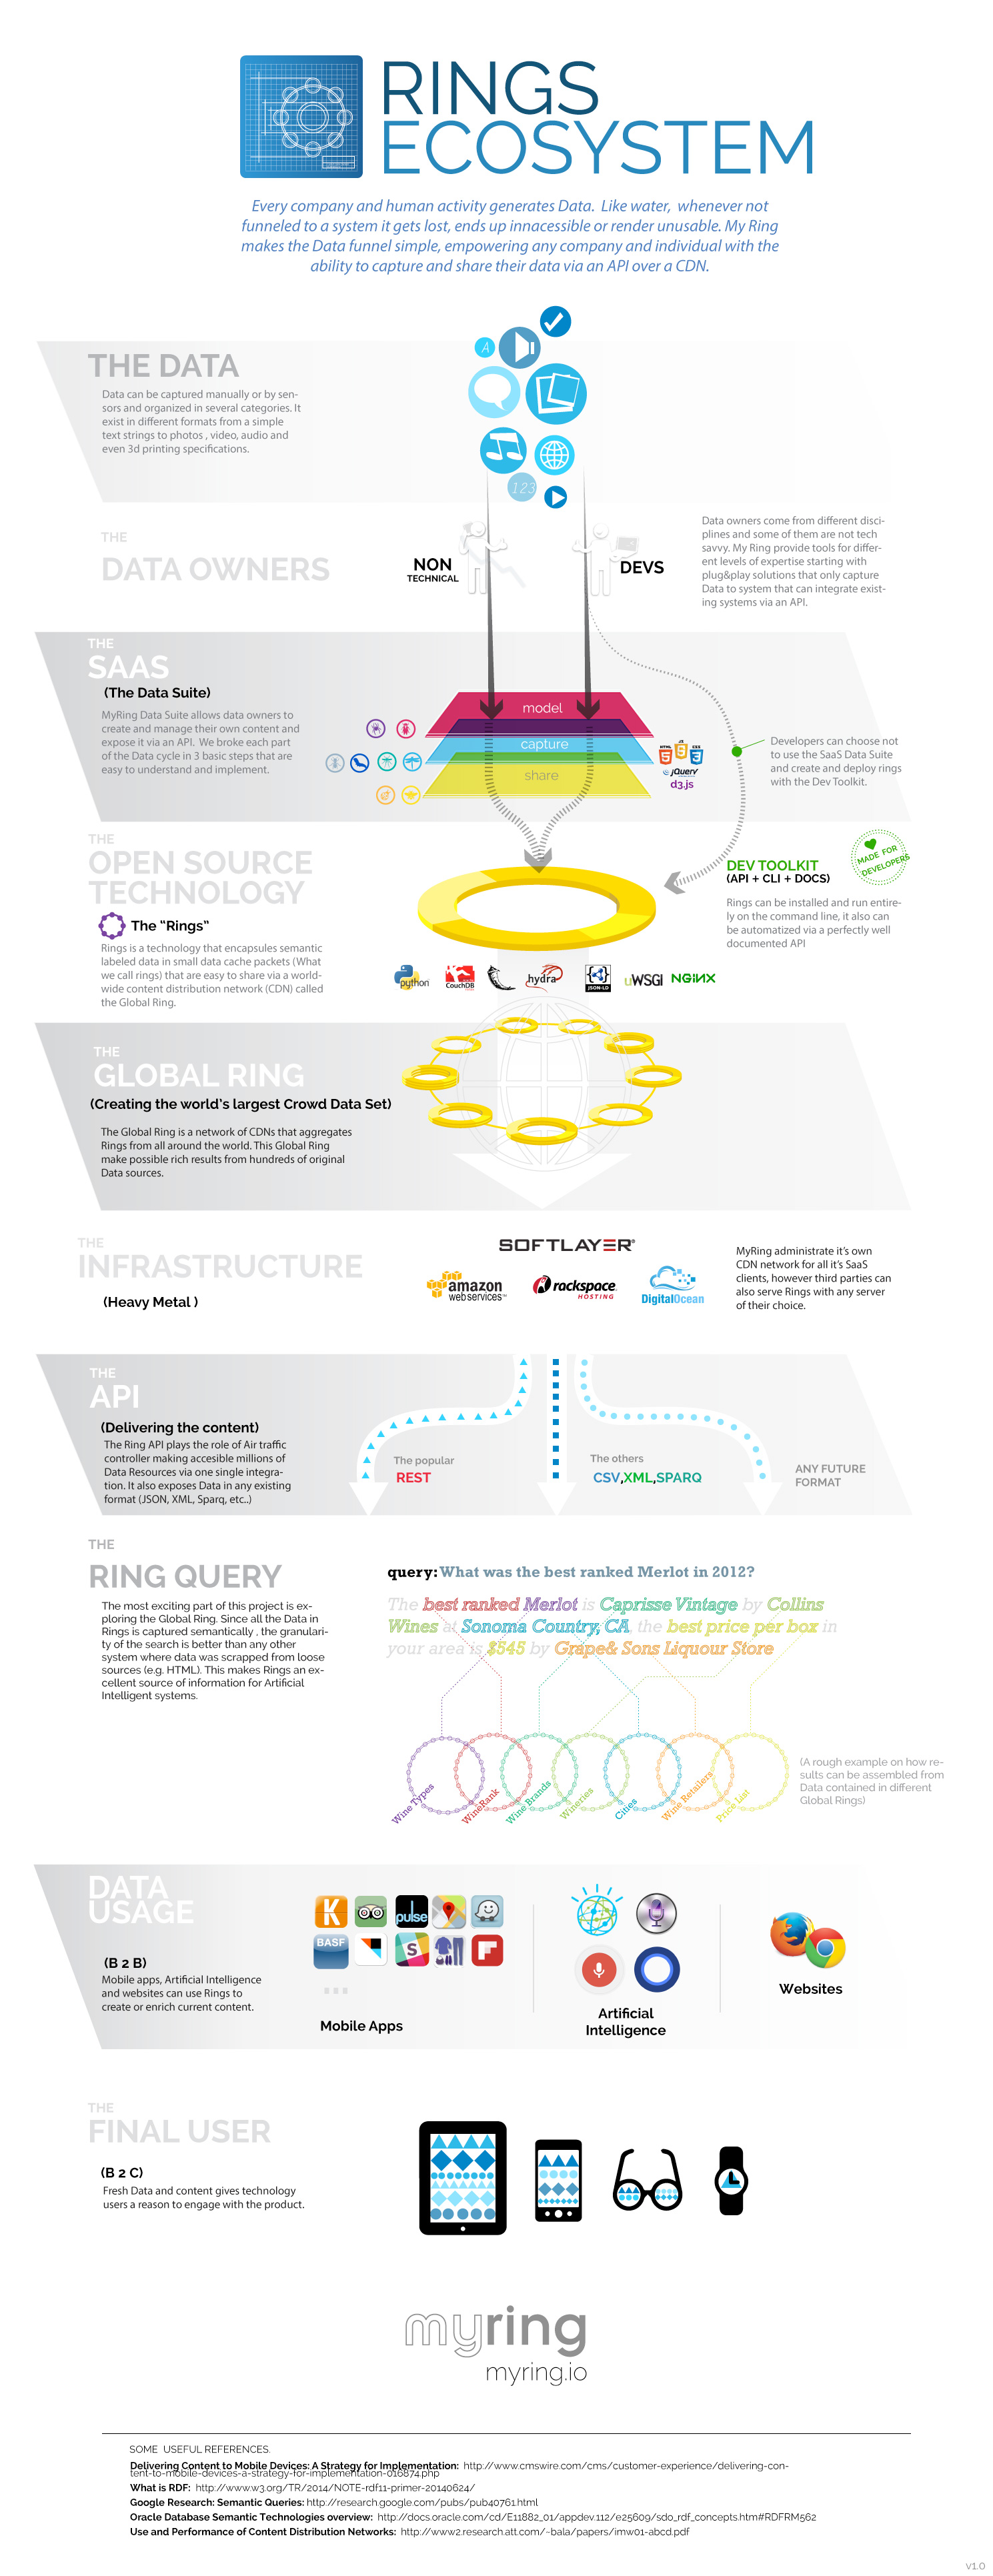 RINGS
ECOSYSTEM
Every company and human activity generates Data. Like water, whenever not
funneled to a system it gets lost, ends up innacessible or render unusable. My Ring
makes the Data funnel simple, empowering any company and individual with the
ability to capture and share their data via an API over a CDN.
THE DATA
Data can be captured manually or by sen-
sors and organized in several categories. It
exist in different formats from a simple
text strings to photos , video, audio and
even 3d printing specifications.
A
123
THE
DATA OWNERS
NON
TECHNICAL
DEVS
Data owners come from different disci-
plines and some of them are not tech
savvy. My Ring provide tools for differ-
ent levels of expertise starting with
plug&play solutions that only capture
Data to system that can integrate exist-
ing systems via an API.
THE
SAAS
(The Data Suite)
MyRing Data Suite allows data owners to
create and manage their own content and
expose it via an API. We broke each part
of the Data cycle in 3 basic steps that are
easy to understand and implement.
model
capture
share
HTML JS CSS
jQuery
d3.js
Developers can choose not
to use the SaaS Data Suite
and create and deploy rings
with the Dev Toolkit.
THE
OPEN SOURCE
TECHNOLOGY
The “Rings”
Rings is a technology that encapsules semantic
labeled data in small data cache packets (What
we call rings) that are easy to share via a world-
wide content distribution network (CDN) called
the Global Ring.
DEV TOOLKIT
(API + CLI + DOCS)
MADE FOR
DEVELOPERS
Rings can be installed and run entire-
ly on the command line, it also can
be automatized via a perfectly well
documented API
python
CouchDB
hydra
JSON-LD
uWSGI
NGiNX
THE
GLOBAL RING
(Creating the world's largest Crowd Data Set)
The Global Ring is a network of CDNs that aggregates
Rings from all around the world. This Global Ring
make possible rich results from hundreds of original
Data sources.
THE
INFRASTRUCTURE
(Heavy Metal )
SOFTLAYER
amazon
web services
rackspace
HOSTING
DigitalOcean
MyRing administrate it's own
CDN network for all it's SaaS
clients, however third parties can
also serve Rings with any server
of their choice.
THE
API
(Delivering the content)
The Ring API plays the role of Air traffic
controller making accesible millions of
Data Resources via one single integra-
tion. It also exposes Data in any existing
format (JSON, XML, Sparq, etc..)
The popular
REST
The others
CSV,XML,SPARQ
ANY FUTURE
FORMAT
THE
RING QUERY
The most exciting part of this project is ex-
ploring the Global Ring. Since all the Data in
Rings is captured semantically , the granulari-
ty of the search is better than any other
system where data was scrapped from loose
sources (e.g. HTML). This makes Rings an ex-
cellent source of information for Artificial
Intelligent systems.
query: What was the best ranked Merlot in 2012?
The best ranked Merlot is Caprisse Vintage by Collins
Wines at Sonoma Country, CA, the best price per box in
your area is $545 by Grape& Sons Liquour Store
Wine Types
Wine Rank
Wine Brands
Wineries
Cities
Wine Retailers
Price List
(A rough example on how re-
sults can be assembled from
Data contained in different
Global Rings)
DATA
USAGE
(B 2 B)
Mobile apps, Artificial Intelligence
and websites can use Rings to
create or enrich current content.
K
pulse
BASF
S
Mobile Apps
Artificial
Intelligence
Websites
THE
FINAL USER
(B 2 C)
Fresh Data and content gives technology
users a reason to engage with the product.
myring
myring.io
SOME USEFUL REFERENCES.
Delivering Content to Mobile Devices: A Strategy for Implementation: http://www.cmswire.com/cms/customer-experience/delivering-con-
tent-to-mobile-devices-a-strategy-for-implementation-016874.php
What is RDF: http://www.w3.org/TR/2014/NOTE-rdf11-primer-20140624/
Google Research: Semantic Queries: http://research.google.com/pubs/pub40761.html
Oracle Database Semantic Technologies overview: http://docs.oracle.com/cd/E11882_01/appdev.112/e25609/sdo_rdf_concepts.htm#RDFRM562
Use and Performance of Content Distribution Networks: http://www2.research.att.com/~bala/papers/imw01-abcd.pdf
v1.0